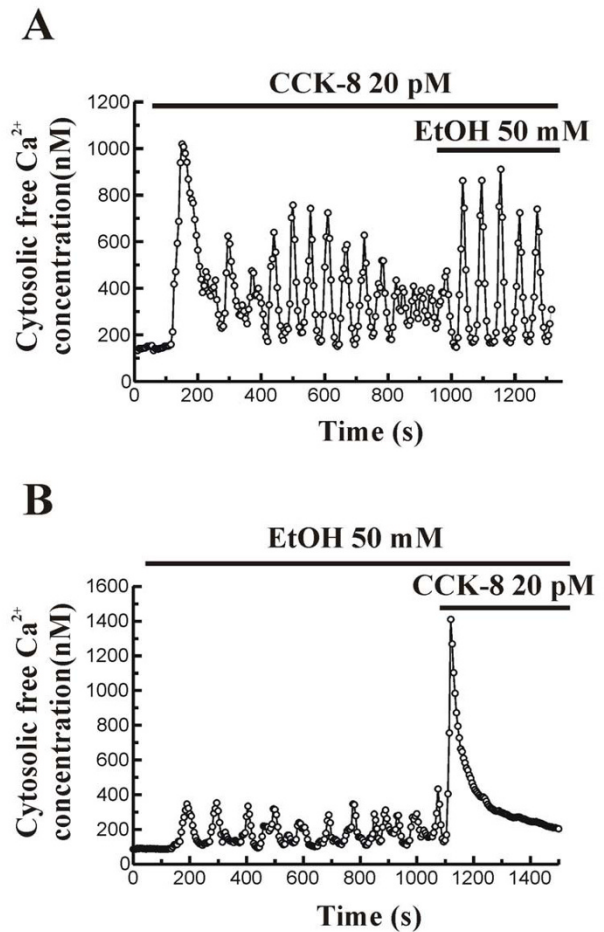 A
CCK-8 20 pM
EtOH 50 mM
1200
1000
800
600
400
200
0
Cytosolic free Ca²⁺
concentration(nM)
200 400 600 800 1000 1200
Time (s)
B
EtOH 50 mM
CCK-8 20 pM
1600
1400
1200
1000
800
600
400
200
0
Cytosolic free Ca²⁺
concentration(nM)
0 200 400 600 800 1000 1200 1400
Time (s)